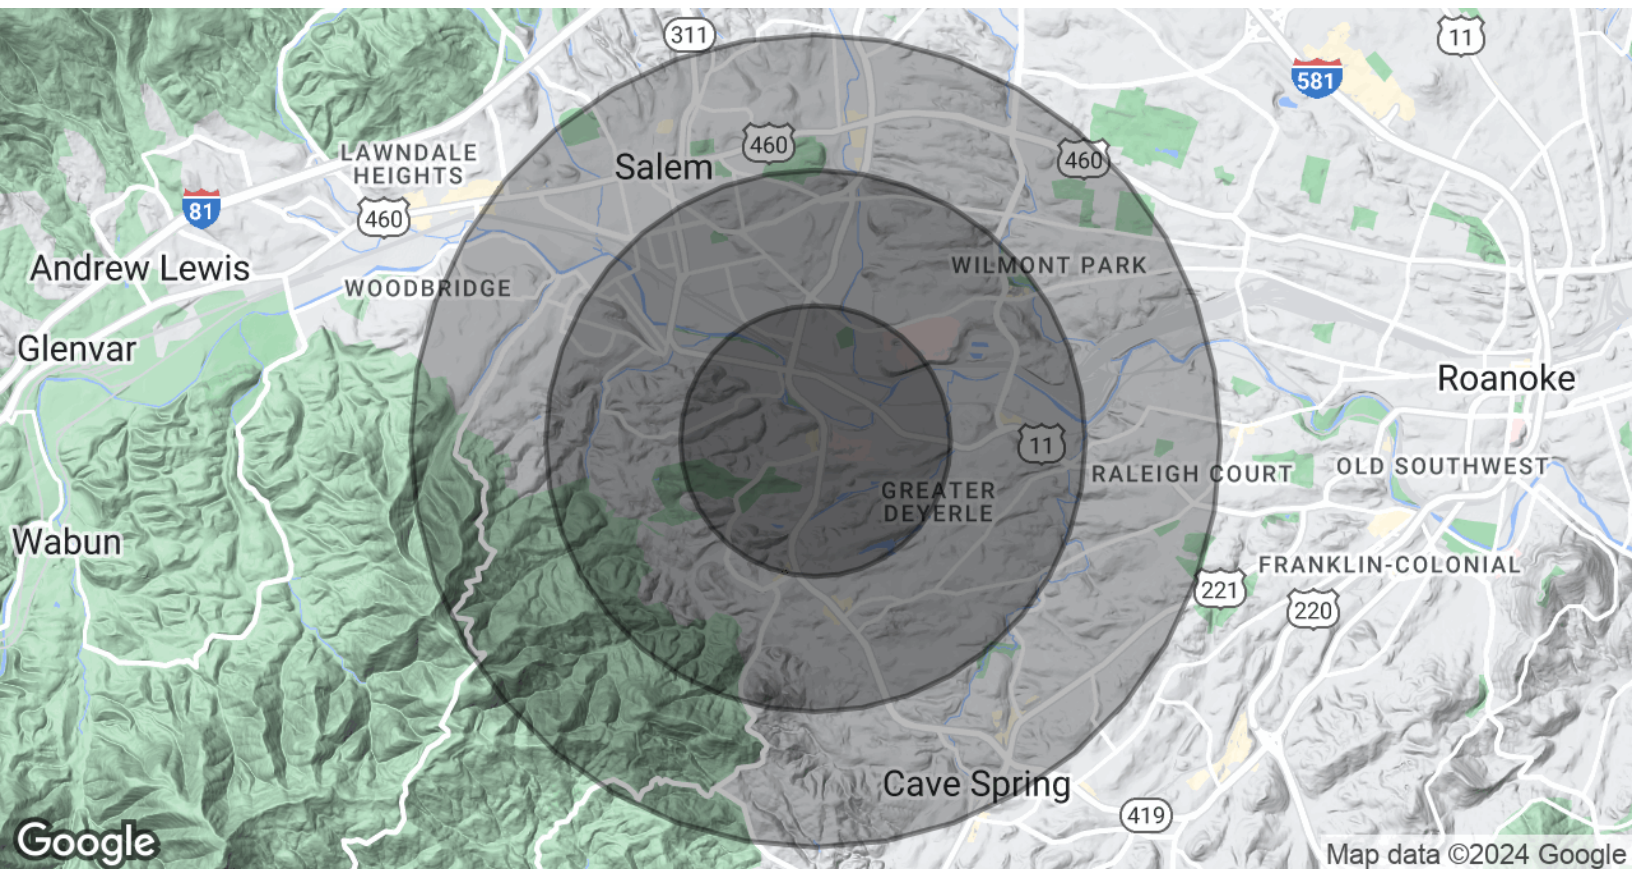 311
11
581
460
460
Salem
LAWNDALE
HEIGHTS
81
460
Andrew Lewis
WOODBRIDGE
WILMONT PARK
Glenvar
Roanoke
11
RALEIGH COURT
OLD SOUTHWEST
GREATER
DEYERLE
Wabun
FRANKLIN-COLONIAL
221
220
Cave Spring
419
Google
Map data ©2024 Google